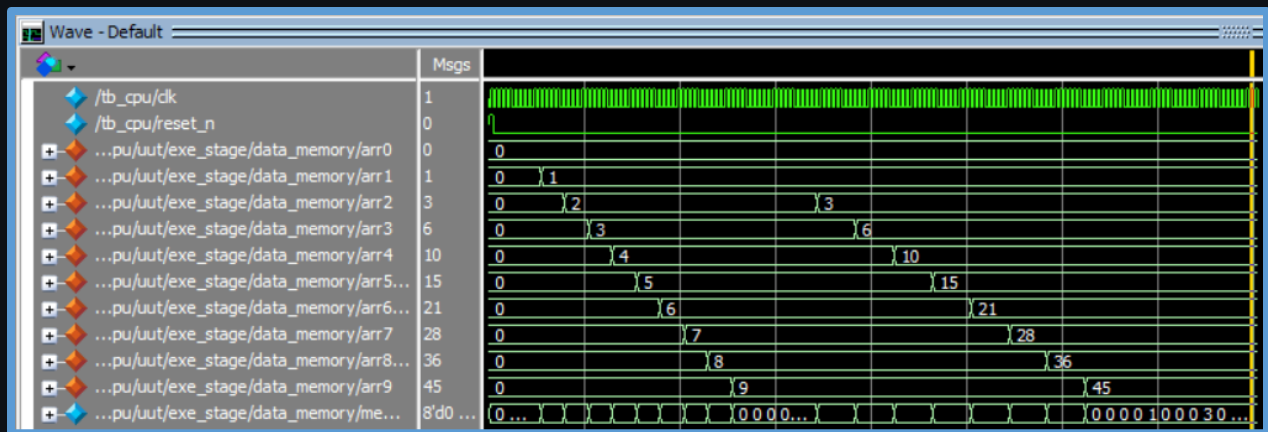 Wave - Default
Msgs
/tb_cpu/clk 1
/tb_cpu/reset_n 0
...pu/uut/exe_stage/data_memory/arr0 0 0
...pu/uut/exe_stage/data_memory/arr1 1 0 1
...pu/uut/exe_stage/data_memory/arr2 3 0 2 3
...pu/uut/exe_stage/data_memory/arr3 6 0 3 6
...pu/uut/exe_stage/data_memory/arr4 10 0 4 10
...pu/uut/exe_stage/data_memory/arr5... 15 0 5 15
...pu/uut/exe_stage/data_memory/arr6... 21 0 6 21
...pu/uut/exe_stage/data_memory/arr7 28 0 7 28
...pu/uut/exe_stage/data_memory/arr8... 36 0 8 36
...pu/uut/exe_stage/data_memory/arr9 45 0 9 45
...pu/uut/exe_stage/data_memory/me... 8'd0 ... 0 ... 0 0 0 0... 0 0 0 0 1 0 0 0 3 0 ...